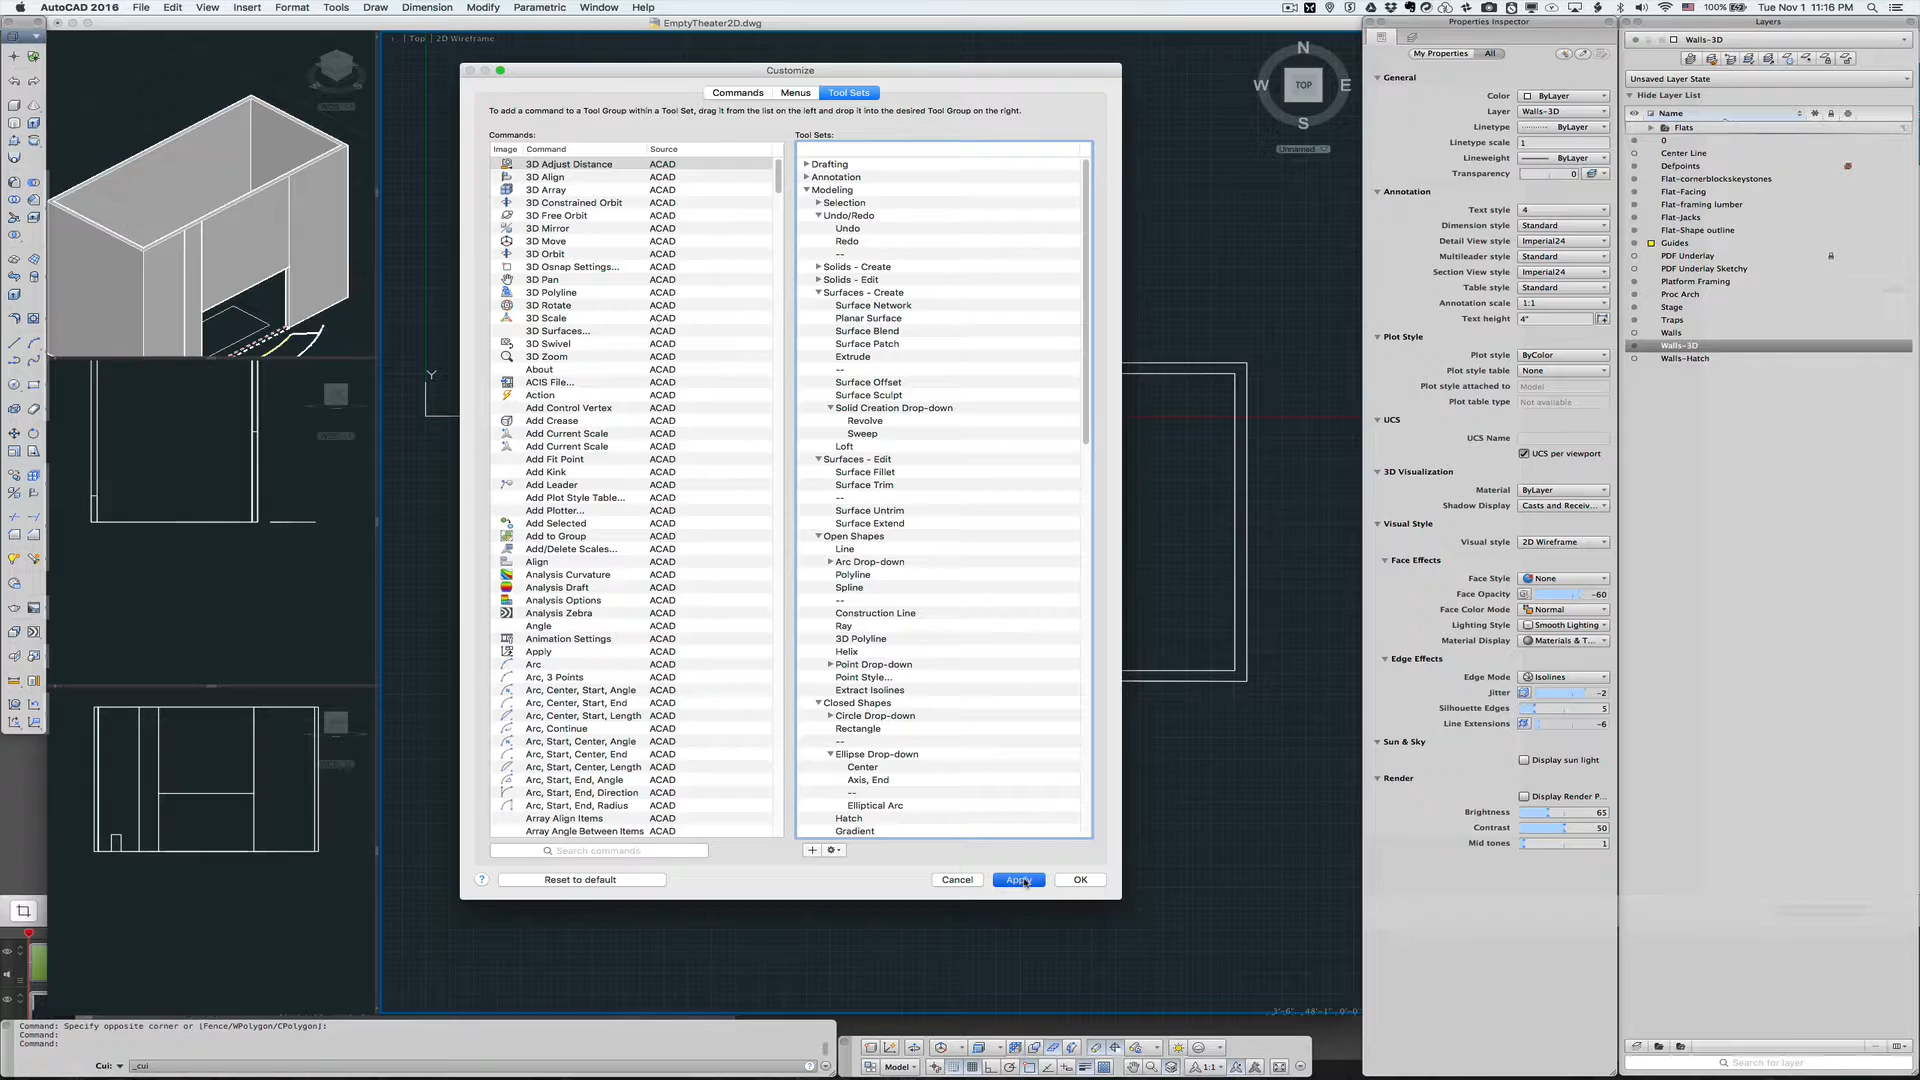 AutoCAD 2016 File Edit View Insert Format Tools Draw Dimension Modify Parametric Window Help
100% Tue Nov 1 11:16 PM
EmptyTheater2D.dwg
Top 2D Wireframe
N
W TOP E
S
Unnamed
Y
Customize
Commands Menus Tool Sets
To add a command to a Tool Group within a Tool Set, drag it from the list on the left and drop it into the desired Tool Group on the right.
Commands:
Image Command Source
3D Adjust Distance ACAD
3D Align ACAD
3D Array ACAD
3D Constrained Orbit ACAD
3D Free Orbit ACAD
3D Mirror ACAD
3D Move ACAD
3D Orbit ACAD
3D Osnap Settings... ACAD
3D Pan ACAD
3D Polyline ACAD
3D Rotate ACAD
3D Scale ACAD
3D Surfaces... ACAD
3D Swivel ACAD
3D Zoom ACAD
About ACAD
ACIS File... ACAD
Action ACAD
Add Control Vertex ACAD
Add Crease ACAD
Add Current Scale ACAD
Add Current Scale ACAD
Add Fit Point ACAD
Add Kink ACAD
Add Leader ACAD
Add Plot Style Table... ACAD
Add Plotter... ACAD
Add Selected ACAD
Add to Group ACAD
Add/Delete Scales... ACAD
Align ACAD
Analysis Curvature ACAD
Analysis Draft ACAD
Analysis Options ACAD
Analysis Zebra ACAD
Angle ACAD
Animation Settings ACAD
Apply ACAD
Arc ACAD
Arc, 3 Points ACAD
Arc, Center, Start, Angle ACAD
Arc, Center, Start, End ACAD
Arc, Center, Start, Length ACAD
Arc, Continue ACAD
Arc, Start, Center, Angle ACAD
Arc, Start, Center, End ACAD
Arc, Start, Center, Length ACAD
Arc, Start, End, Angle ACAD
Arc, Start, End, Direction ACAD
Arc, Start, End, Radius ACAD
Array Align Items ACAD
Array Angle Between Items ACAD
Search commands
Tool Sets:
Drafting
Annotation
Modeling
Selection
Undo/Redo
Undo
Redo
--
Solids - Create
Solids - Edit
Surfaces - Create
Surface Network
Planar Surface
Surface Blend
Surface Patch
Extrude
--
Surface Offset
Surface Sculpt
Solid Creation Drop-down
Revolve
Sweep
Loft
Surfaces - Edit
Surface Fillet
Surface Trim
--
Surface Untrim
Surface Extend
Open Shapes
Line
Arc Drop-down
Polyline
Spline
--
Construction Line
Ray
3D Polyline
Helix
Point Drop-down
Point Style...
Extract Isolines
Closed Shapes
Circle Drop-down
Rectangle
--
Ellipse Drop-down
Center
Axis, End
--
Elliptical Arc
Hatch
Gradient
? Reset to default Cancel Apply OK
Properties Inspector
My Properties All
General
Color ByLayer
Layer Walls-3D
Linetype ByLayer
Linetype scale 1
Lineweight ByLayer
Transparency 0
Annotation
Text style 4
Dimension style Standard
Detail View style Imperial24
Multileader style Standard
Section View style Imperial24
Table style Standard
Annotation scale 1:1
Text height 4"
Plot Style
Plot style ByColor
Plot style table None
Plot style attached to Model
Plot table type Not available
UCS
UCS Name
UCS per viewport
3D Visualization
Material ByLayer
Shadow Display Casts and Receiv...
Visual Style
Visual style 2D Wireframe
Face Effects
Face Style None
Face Opacity -60
Face Color Mode Normal
Lighting Style Smooth Lighting
Material Display Materials & T...
Edge Effects
Edge Mode Isolines
Jitter -2
Silhouette Edges 5
Line Extensions -6
Sun & Sky
Display sun light
Render
Display Render P...
Brightness 65
Contrast 50
Mid tones 1
Layers
Walls-3D
Unsaved Layer State
Hide Layer List
Name
Flats
0
Center Line
Defpoints
Flat-cornerblockskeystones
Flat-Facing
Flat-framing lumber
Flat-Jacks
Flat-Shape outline
Guides
PDF Underlay
PDF Underlay Sketchy
Platform Framing
Proc Arch
Stage
Traps
Walls
Walls-3D
Walls-Hatch
Search for layer
Command: Specify opposite corner or [Fence/WPolygon/CPolygon]:
Command:
Command:
Cui: _cui
Model 1:1